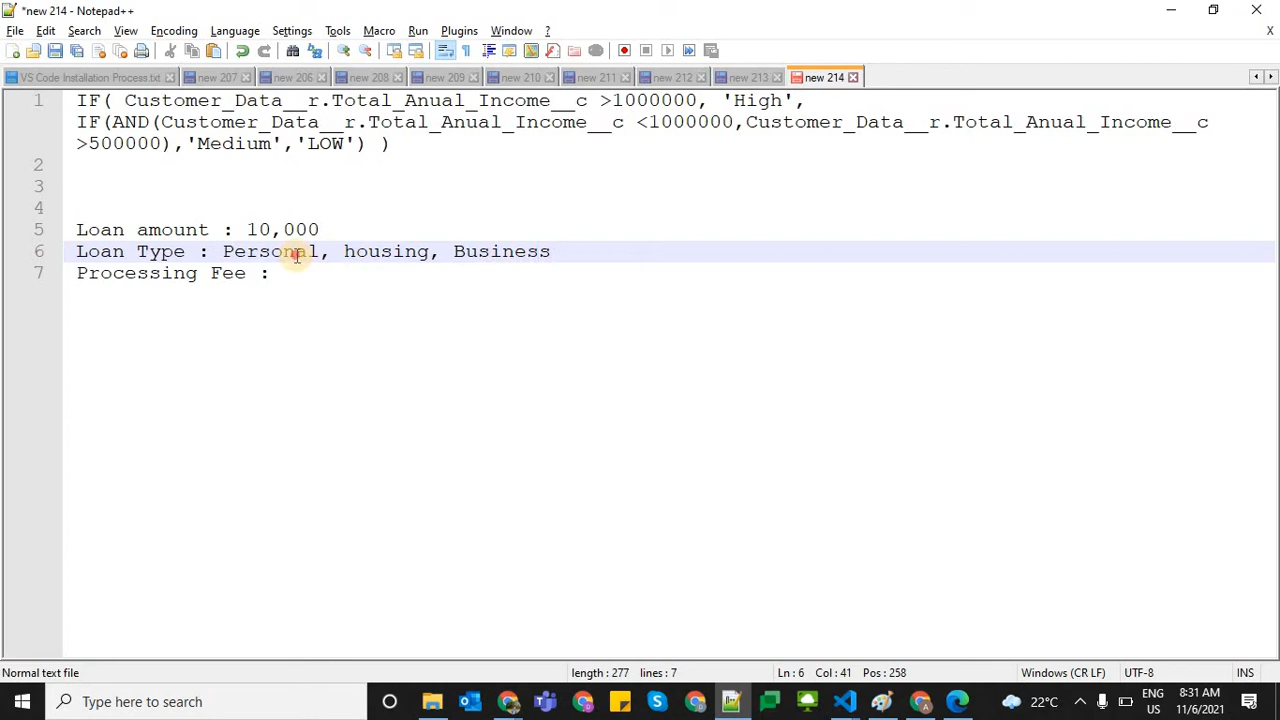 *new 214 - Notepad++
File Edit Search View Encoding Language Settings Tools Macro Run Plugins Window ? X
VS Code Installation Process.txt new 207 new 206 new 208 new 209 new 210 new 211 new 212 new 213 new 214
1 IF( Customer_Data__r.Total_Anual_Income__c >1000000, 'High',
IF(AND(Customer_Data__r.Total_Anual_Income__c <1000000,Customer_Data__r.Total_Anual_Income__c
>500000),'Medium','LOW') )
2
3
4
5 Loan amount : 10,000
6 Loan Type : Personal, housing, Business
7 Processing Fee :
Normal text file length : 277 lines : 7 Ln : 6 Col : 41 Pos : 258 Windows (CR LF) UTF-8 INS
Type here to search 22°C ENG US 8:31 AM 11/6/2021